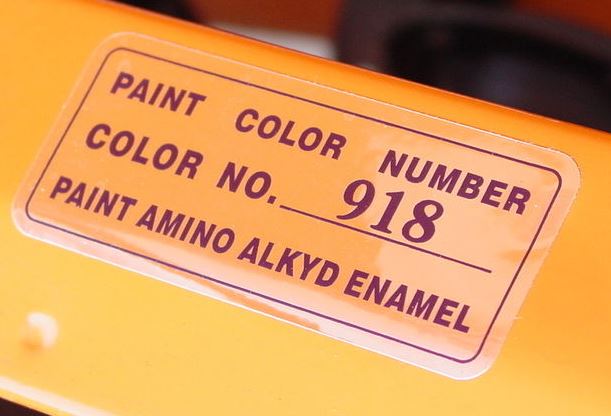 PAINT COLOR NUMBER
COLOR NO. 918
PAINT AMINO ALKYD ENAMEL